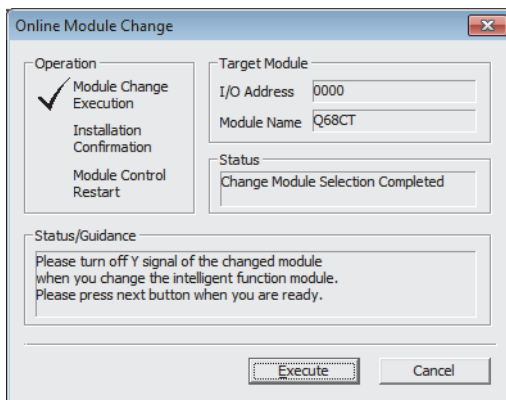 Online Module Change
Operation
Module Change
Execution
Installation
Confirmation
Module Control
Restart
Target Module
I/O Address 0000
Module Name Q68CT
Status
Change Module Selection Completed
Status/Guidance
Please turn off Y signal of the changed module
when you change the intelligent function module.
Please press next button when you are ready.
Execute Cancel